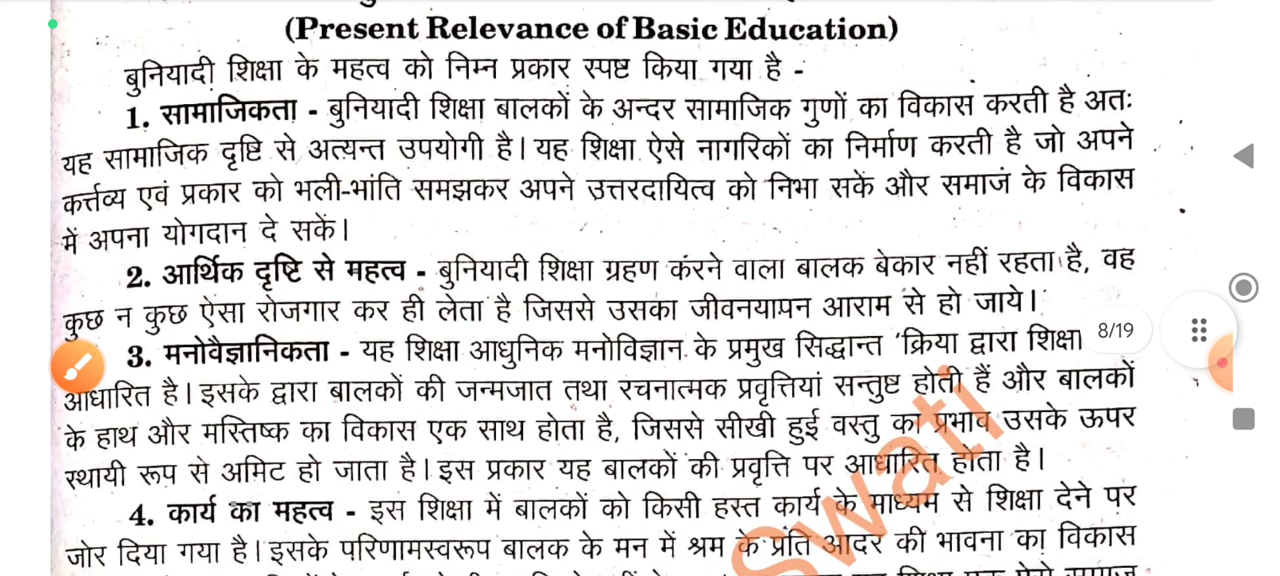 (Present Relevance of Basic Education)
बुनियादी शिक्षा के महत्व को निम्न प्रकार स्पष्ट किया गया है -
1. सामाजिकता - बुनियादी शिक्षा बालकों के अन्दर सामाजिक गुणों का विकास करती है अतः
यह सामाजिक दृष्टि से अत्यन्त उपयोगी है। यह शिक्षा ऐसे नागरिकों का निर्माण करती है जो अपने
कर्त्तव्य एवं प्रकार को भली-भांति समझकर अपने उत्तरदायित्व को निभा सकें और समाज के विकास
में अपना योगदान दे सकें।
2. आर्थिक दृष्टि से महत्व - बुनियादी शिक्षा ग्रहण करने वाला बालक बेकार नहीं रहता है, वह
कुछ न कुछ ऐसा रोजगार कर ही लेता है जिससे उसका जीवनयापन आराम से हो जाये।
8/19
3. मनोवैज्ञानिकता - यह शिक्षा आधुनिक मनोविज्ञान के प्रमुख सिद्धान्त 'क्रिया द्वारा शिक्षा
आधारित है। इसके द्वारा बालकों की जन्मजात तथा रचनात्मक प्रवृत्तियां सन्तुष्ट होती हैं और बालकों
के हाथ और मस्तिष्क का विकास एक साथ होता है, जिससे सीखी हुई वस्तु का प्रभाव उसके ऊपर
स्थायी रूप से अमिट हो जाता है। इस प्रकार यह बालकों की प्रवृत्ति पर आधारित होता है।
4. कार्य का महत्व - इस शिक्षा में बालकों को किसी हस्त कार्य के माध्यम से शिक्षा देने पर
जोर दिया गया है। इसके परिणामस्वरूप बालक के मन में श्रम के प्रति आदर की भावना का विकास
Swati